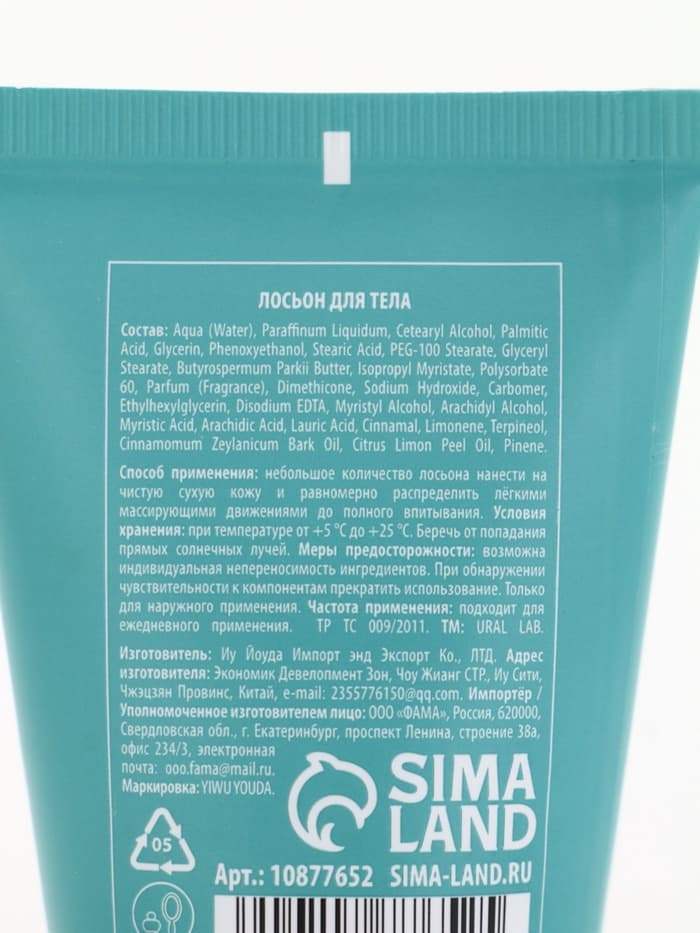 ЛОСЬОН ДЛЯ ТЕЛА
Состав: Aqua (Water), Paraffinum Liquidum, Cetearyl Alcohol, Palmitic
Acid, Glycerin, Phenoxyethanol, Stearic Acid, PEG-100 Stearate, Glyceryl
Stearate, Butyrospermum Parkii Butter, Isopropyl Myristate, Polysorbate
60, Parfum (Fragrance), Dimethicone, Sodium Hydroxide, Carbomer,
Ethylhexylglycerin, Disodium EDTA, Myristyl Alcohol, Arachidyl Alcohol,
Myristic Acid, Arachidic Acid, Lauric Acid, Cinnamal, Limonene, Terpineol,
Cinnamomum Zeylanicum Bark Oil, Citrus Limon Peel Oil, Pinene.
Способ применения: небольшое количество лосьона нанести на
чистую сухую кожу и равномерно распределить лёгкими
массирующими движениями до полного впитывания. Условия
хранения: при температуре от +5 °C до +25 °C. Беречь от попадания
прямых солнечных лучей. Меры предосторожности: возможна
индивидуальная непереносимость ингредиентов. При обнаружении
чувствительности к компонентам прекратить использование. Только
для наружного применения. Частота применения: подходит для
ежедневного применения. ТР ТС 009/2011. ТМ: URAL LAB.
Изготовитель: Иу Йоуда Импорт энд Экспорт Ко., ЛТД. Адрес
изготовителя: Экономик Девелопмент Зон, Чоу Жианг СТР., Иу Сити,
Чжэцзян Провинс, Китай, e-mail: 2355776150@qq.com. Импортёр /
Уполномоченное изготовителем лицо: ООО «ФАМА», Россия, 620000,
Свердловская обл., г. Екатеринбург, проспект Ленина, строение 38а,
офис 234/3, электронная
почта: ooo.fama@mail.ru.
Маркировка: YIWU YOUDA.
SIMA
LAND
05
Арт.: 10877652 SIMA-LAND.RU